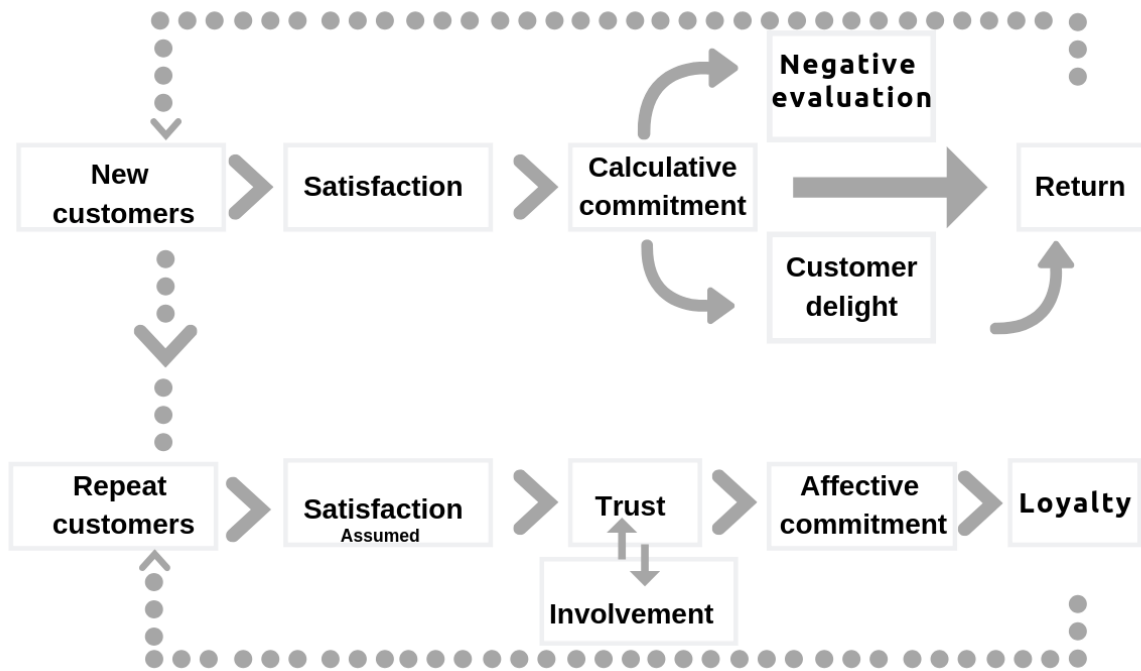 Negative
evaluation
New
customers
Satisfaction
Calculative
commitment
Return
Customer
delight
Repeat
customers
Satisfaction
Assumed
Trust
Affective
commitment
Loyalty
Involvement